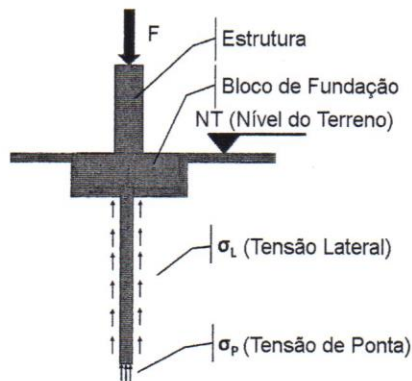 F
Estrutura
Bloco de Fundação
NT (Nível do Terreno)
σL (Tensão Lateral)
σP (Tensão de Ponta)